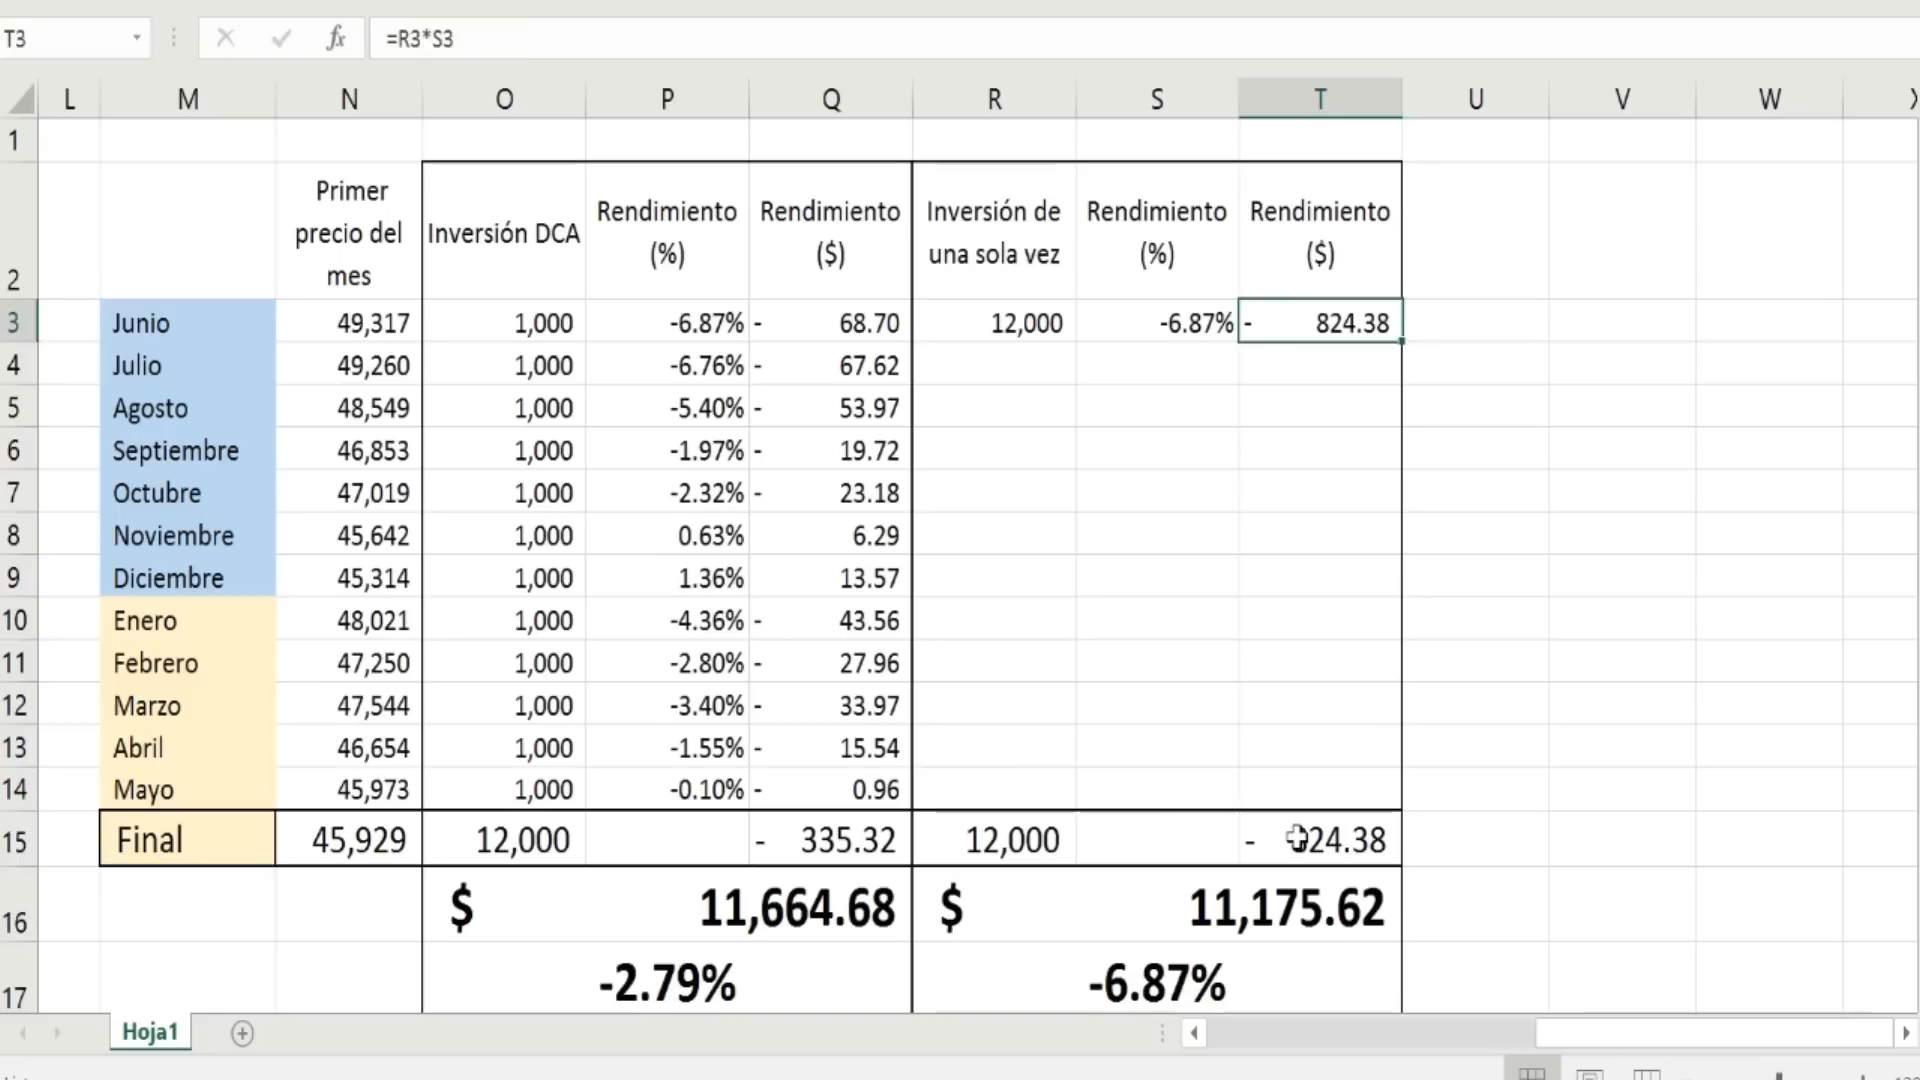 T3 fx =R3*S3
L M N O P Q R S T U V W
1
2 Primer precio del mes Inversión DCA Rendimiento (%) Rendimiento ($) Inversión de una sola vez Rendimiento (%) Rendimiento ($)
3 Junio 49,317 1,000 -6.87% - 68.70 12,000 -6.87% - 824.38
4 Julio 49,260 1,000 -6.76% - 67.62
5 Agosto 48,549 1,000 -5.40% - 53.97
6 Septiembre 46,853 1,000 -1.97% - 19.72
7 Octubre 47,019 1,000 -2.32% - 23.18
8 Noviembre 45,642 1,000 0.63% 6.29
9 Diciembre 45,314 1,000 1.36% 13.57
10 Enero 48,021 1,000 -4.36% - 43.56
11 Febrero 47,250 1,000 -2.80% - 27.96
12 Marzo 47,544 1,000 -3.40% - 33.97
13 Abril 46,654 1,000 -1.55% - 15.54
14 Mayo 45,973 1,000 -0.10% - 0.96
15 Final 45,929 12,000 - 335.32 12,000 - 24.38
16 $ 11,664.68 $ 11,175.62
17 -2.79% -6.87%
Hoja1